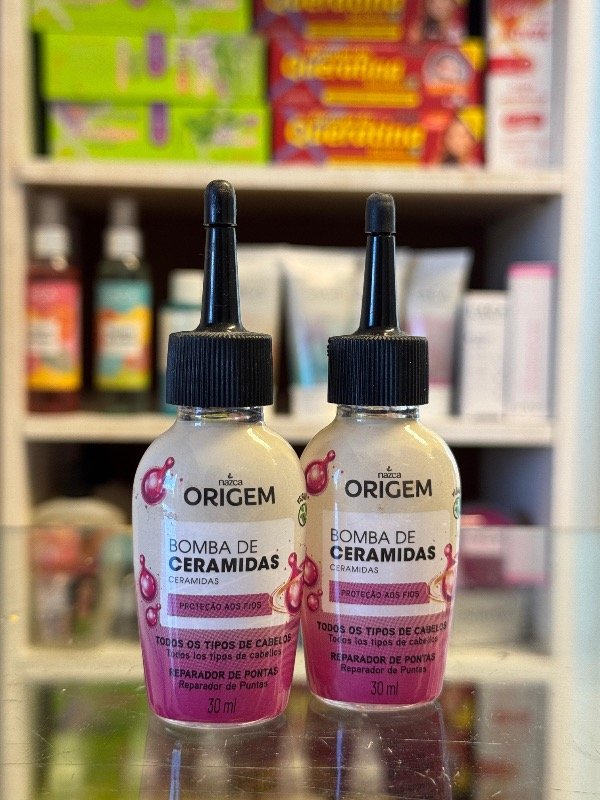 nazca
ORIGEM
BOMBA DE
CERAMIDAS
CERAMIDAS
PROTEÇÃO AOS FIOS
TODOS OS TIPOS DE CABELOS
Todos los tipos de cabellos
REPARADOR DE PONTAS
Reparador de Puntas
30 ml
nazca
ORIGEM
BOMBA DE
CERAMIDAS
CERAMIDAS
PROTEÇÃO AOS FIOS
TODOS OS TIPOS DE CABELOS
Todos los tipos de cabellos
REPARADOR DE PONTAS
Reparador de Puntas
30 ml